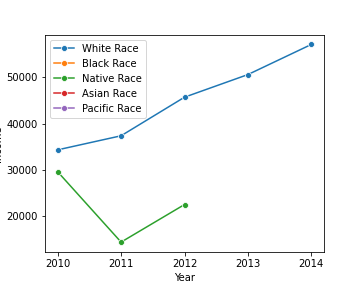 White Race
Black Race
Native Race
Asian Race
Pacific Race
50000
40000
30000
20000
2010 2011 2012 2013 2014
Year